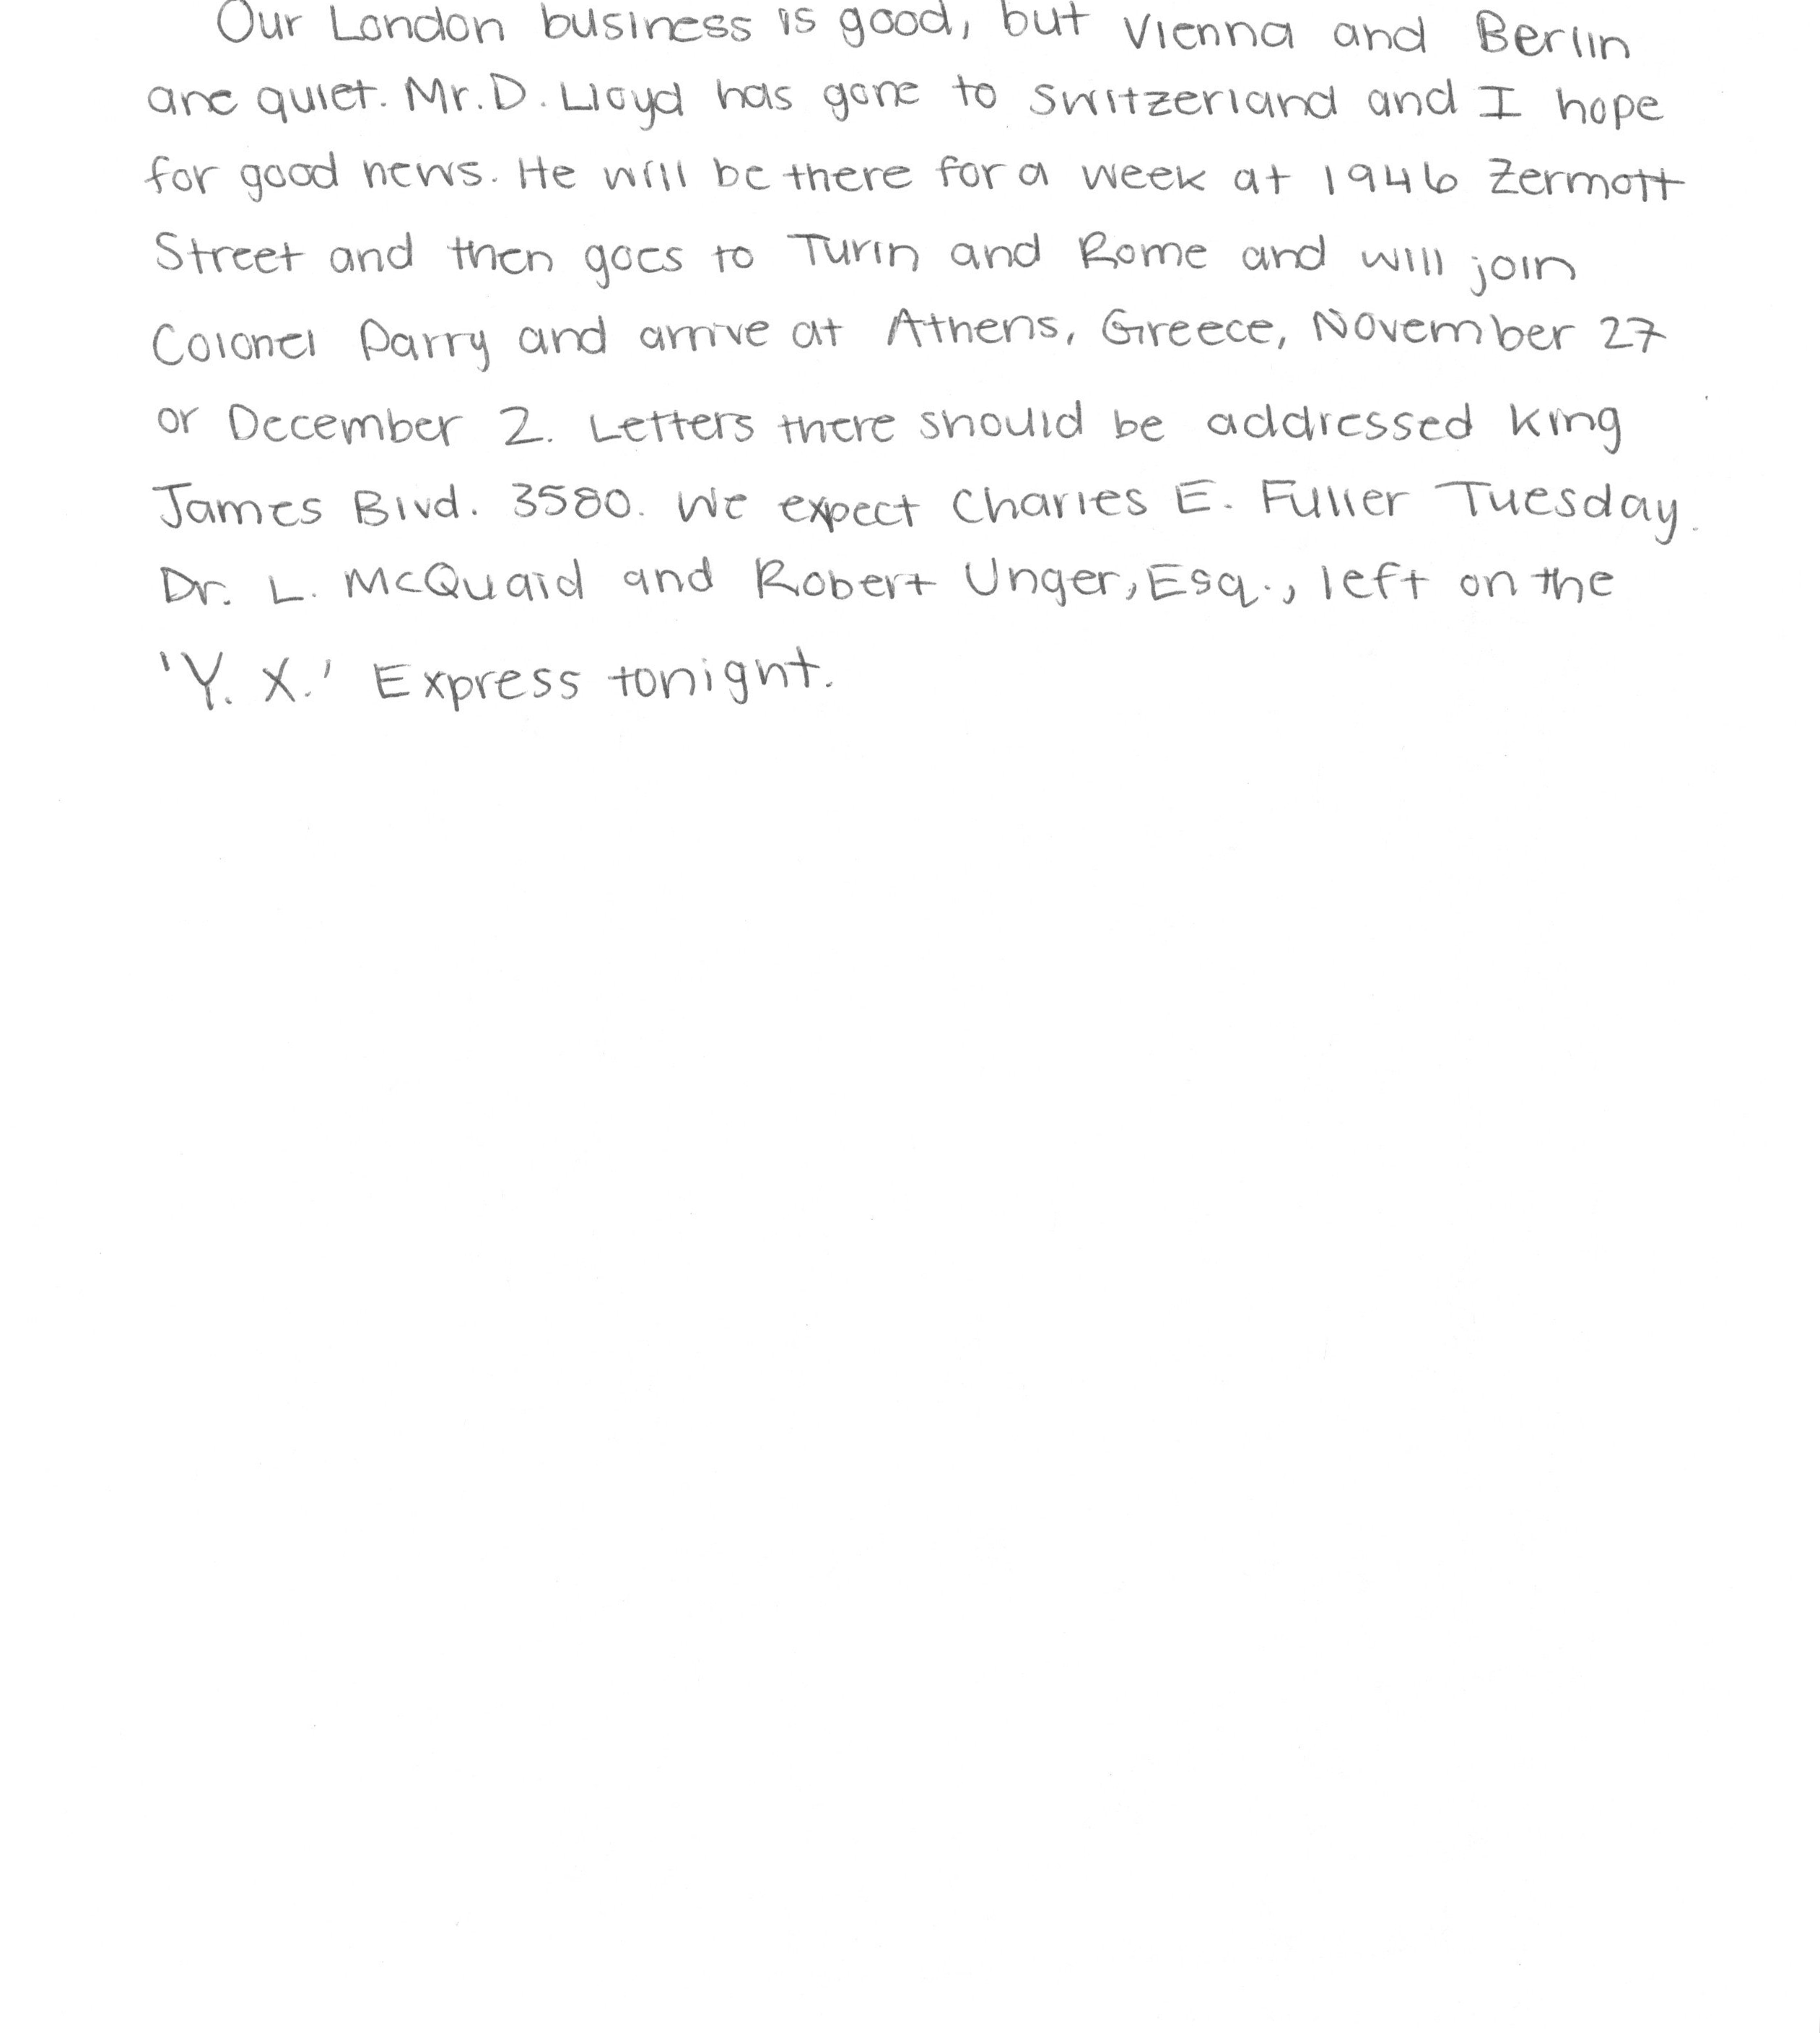 Our London business is good, but Vienna and Berlin
are quiet. Mr. D. Lloyd has gone to Switzerland and I hope
for good news. He will be there for a week at 1946 Zermott
Street and then goes to Turin and Rome and will join
Colonel Parry and arrive at Athens, Greece, November 27
or December 2. Letters there should be addressed King
James Blvd. 3580. We expect Charles E. Fuller Tuesday.
Dr. L. McQuaid and Robert Unger, Esq., left on the
'Y. X.' Express tonight.